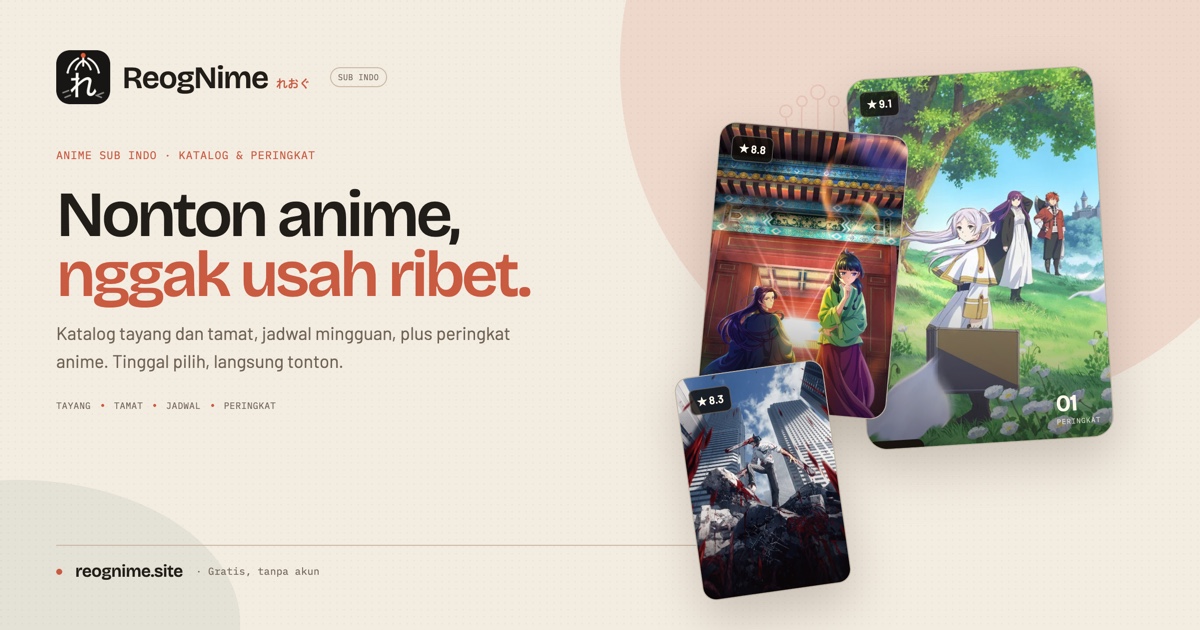 れ
ReogNime れおぐ SUB INDO
ANIME SUB INDO · KATALOG & PERINGKAT
Nonton anime,
nggak usah ribet.
Katalog tayang dan tamat, jadwal mingguan, plus peringkat
anime. Tinggal pilih, langsung tonton.
TAYANG • TAMAT • JADWAL • PERINGKAT
★ 9.1
★ 8.8
★ 8.3
01
PERINGKAT
reognime.site · Gratis, tanpa akun